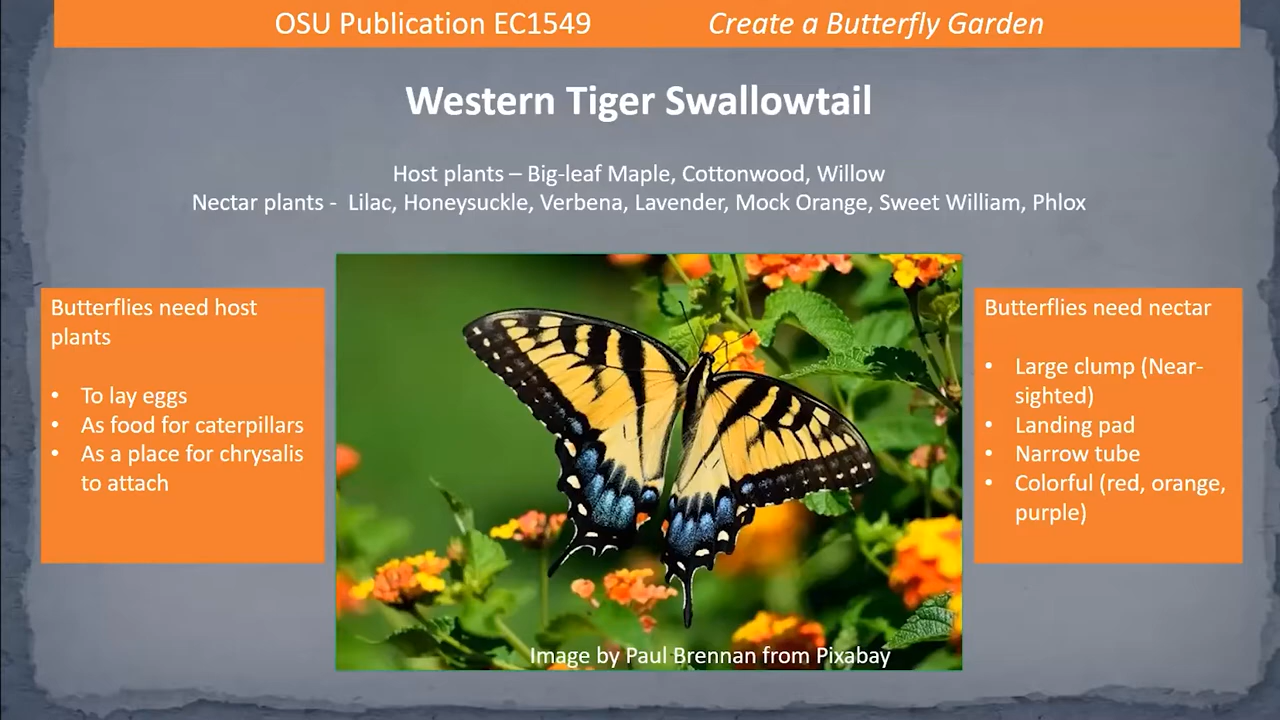 OSU Publication EC1549 Create a Butterfly Garden
Western Tiger Swallowtail
Host plants – Big-leaf Maple, Cottonwood, Willow
Nectar plants - Lilac, Honeysuckle, Verbena, Lavender, Mock Orange, Sweet William, Phlox
Butterflies need host
plants
• To lay eggs
• As food for caterpillars
• As a place for chrysalis
to attach
Butterflies need nectar
• Large clump (Near-
sighted)
• Landing pad
• Narrow tube
• Colorful (red, orange,
purple)
Image by Paul Brennan from Pixabay